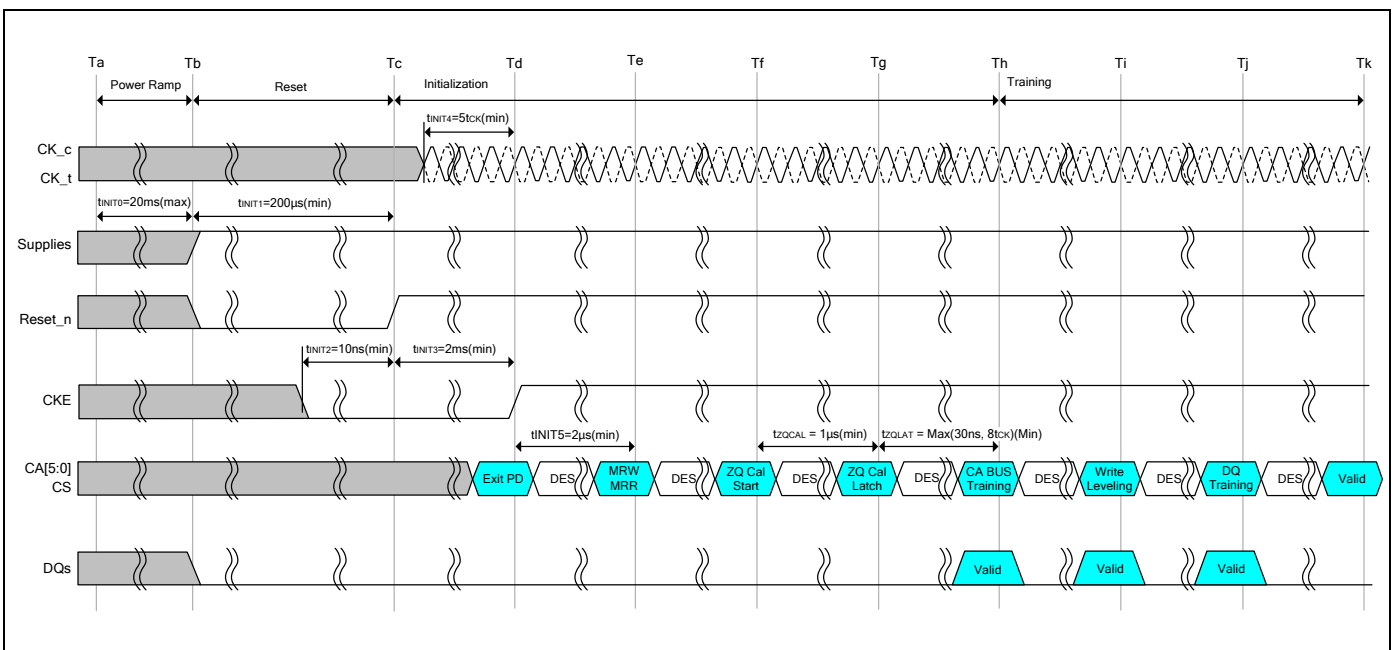 Ta Tb Tc Td Te Tf Tg Th Ti Tj Tk
Power Ramp Reset Initialization Training
tINIT4=5tCK(min)
CK_c
CK_t
tINIT0=20ms(max) tINIT1=200µs(min)
Supplies
Reset_n
tINIT2=10ns(min) tINIT3=2ms(min)
CKE
tINIT5=2µs(min) tZQCAL = 1µs(min) tZQLAT = Max(30ns, 8tCK)(Min)
CA[5:0] Exit PD DES MRW DES ZQ Cal DES ZQ Cal DES CA BUS DES Write DES DQ DES Valid
CS MRR Start Latch Training Leveling Training
DQs Valid Valid Valid